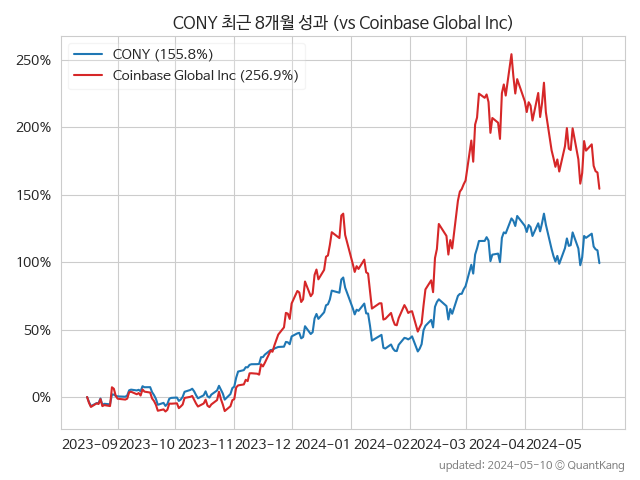 CONY 최근 8개월 성과 (vs Coinbase Global Inc)
CONY (155.8%)
Coinbase Global Inc (256.9%)
250%
200%
150%
100%
50%
0%
2023-09 2023-10 2023-11 2023-12 2024-01 2024-02 2024-03 2024-04 2024-05
updated: 2024-05-10 © QuantKang